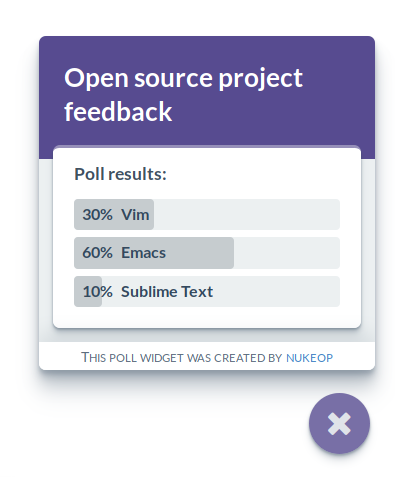 Open source project
feedback
Poll results:
30% Vim
60% Emacs
10% Sublime Text
THIS POLL WIDGET WAS CREATED BY NUKEOP